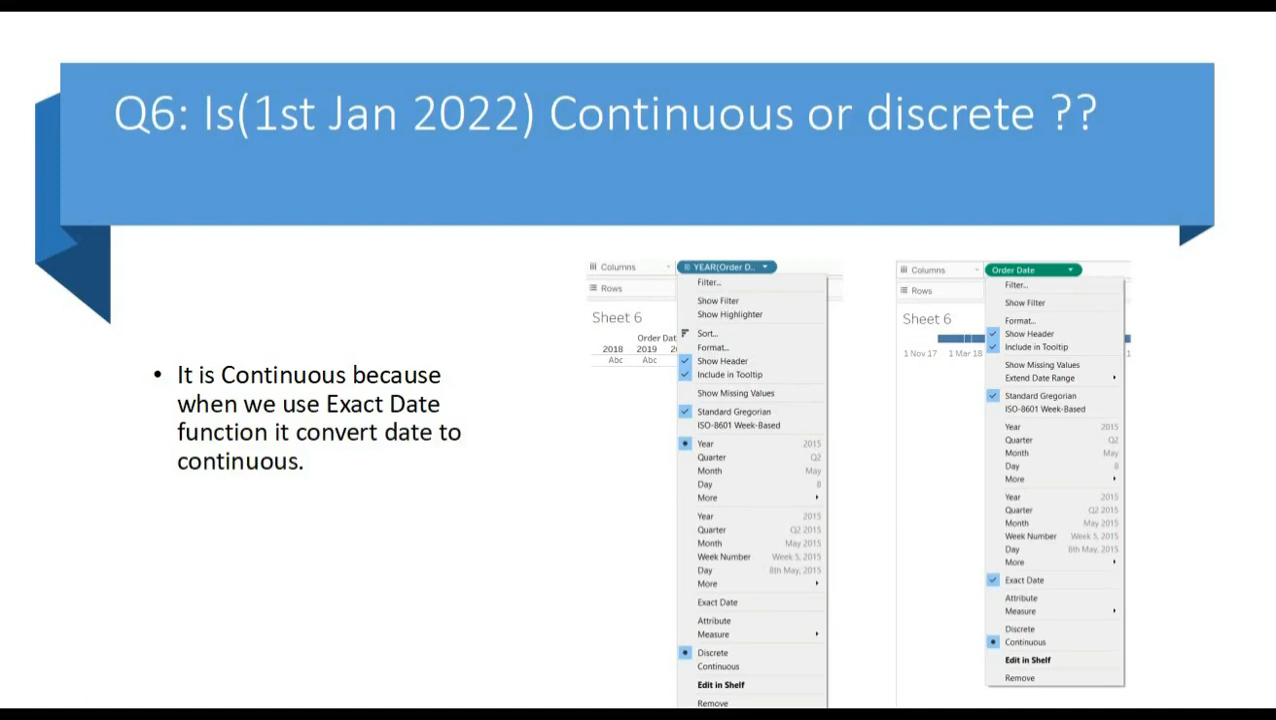 Q6: Is(1st Jan 2022) Continuous or discrete ??
• It is Continuous because
when we use Exact Date
function it convert date to
continuous.
Columns
YEAR(Order D..
Rows
Sheet 6
Order Dat
2018 2019
Abc Abc
Filter...
Show Filter
Show Highlighter
Sort...
Format...
Show Header
Include in Tooltip
Show Missing Values
Standard Gregorian
ISO-8601 Week-Based
Year 2015
Quarter Q2
Month May
Day 8
More
Year 2015
Quarter Q2 2015
Month May 2015
Week Number Week 5, 2015
Day 8th May, 2015
More
Exact Date
Attribute
Measure
Discrete
Continuous
Edit in Shelf
Remove
Columns
Order Date
Rows
Sheet 6
1 Nov 17 1 Mar 18
Filter...
Show Filter
Format...
Show Header
Include in Tooltip
Show Missing Values
Extend Date Range
Standard Gregorian
ISO-8601 Week-Based
Year 2015
Quarter Q2
Month May
Day 8
More
Year 2015
Quarter Q2 2015
Month May 2015
Week Number Week 5, 2015
Day 8th May, 2015
More
Exact Date
Attribute
Measure
Discrete
Continuous
Edit in Shelf
Remove